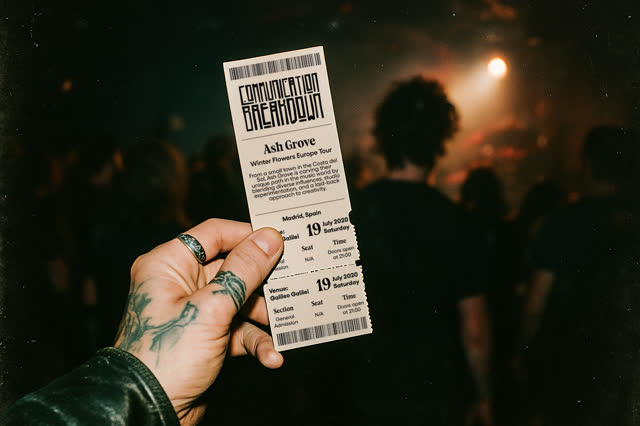 COMMUNICATION
BREAKDOWN
Ash Grove
Winter Flowers Europe Tour
From a small town in the Costa del
Sol, Ash Grove is carving their
unique path in the music world by
blending diverse influences, studio
experimentation, and a laid-back
approach to creativity.
Madrid, Spain
Galilei 19 July 2020
Saturday
Seat Time
N/A Doors open
at 21:00
Venue: 19 July 2020
Galileo Galilei Saturday
Section Seat Time
General N/A Doors open
Admission at 21:00